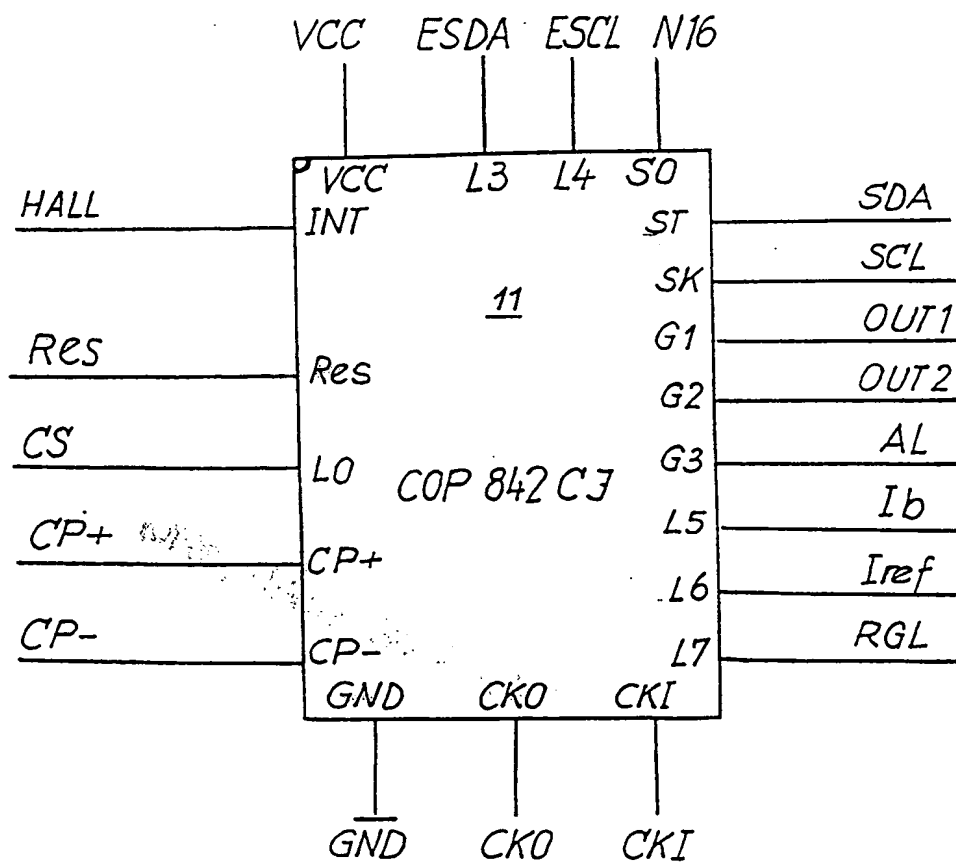 VCC ESDA ESCL N16
VCC L3 L4 SO
HALL INT ST SDA
SK SCL
11
G1 OUT1
Res Res
G2 OUT2
CS LO G3 AL
COP 842 CJ
L5 Ib
CP+ CP+
L6 Iref
CP- CP- L7 RGL
GND CKO CKI
GND CKO CKI